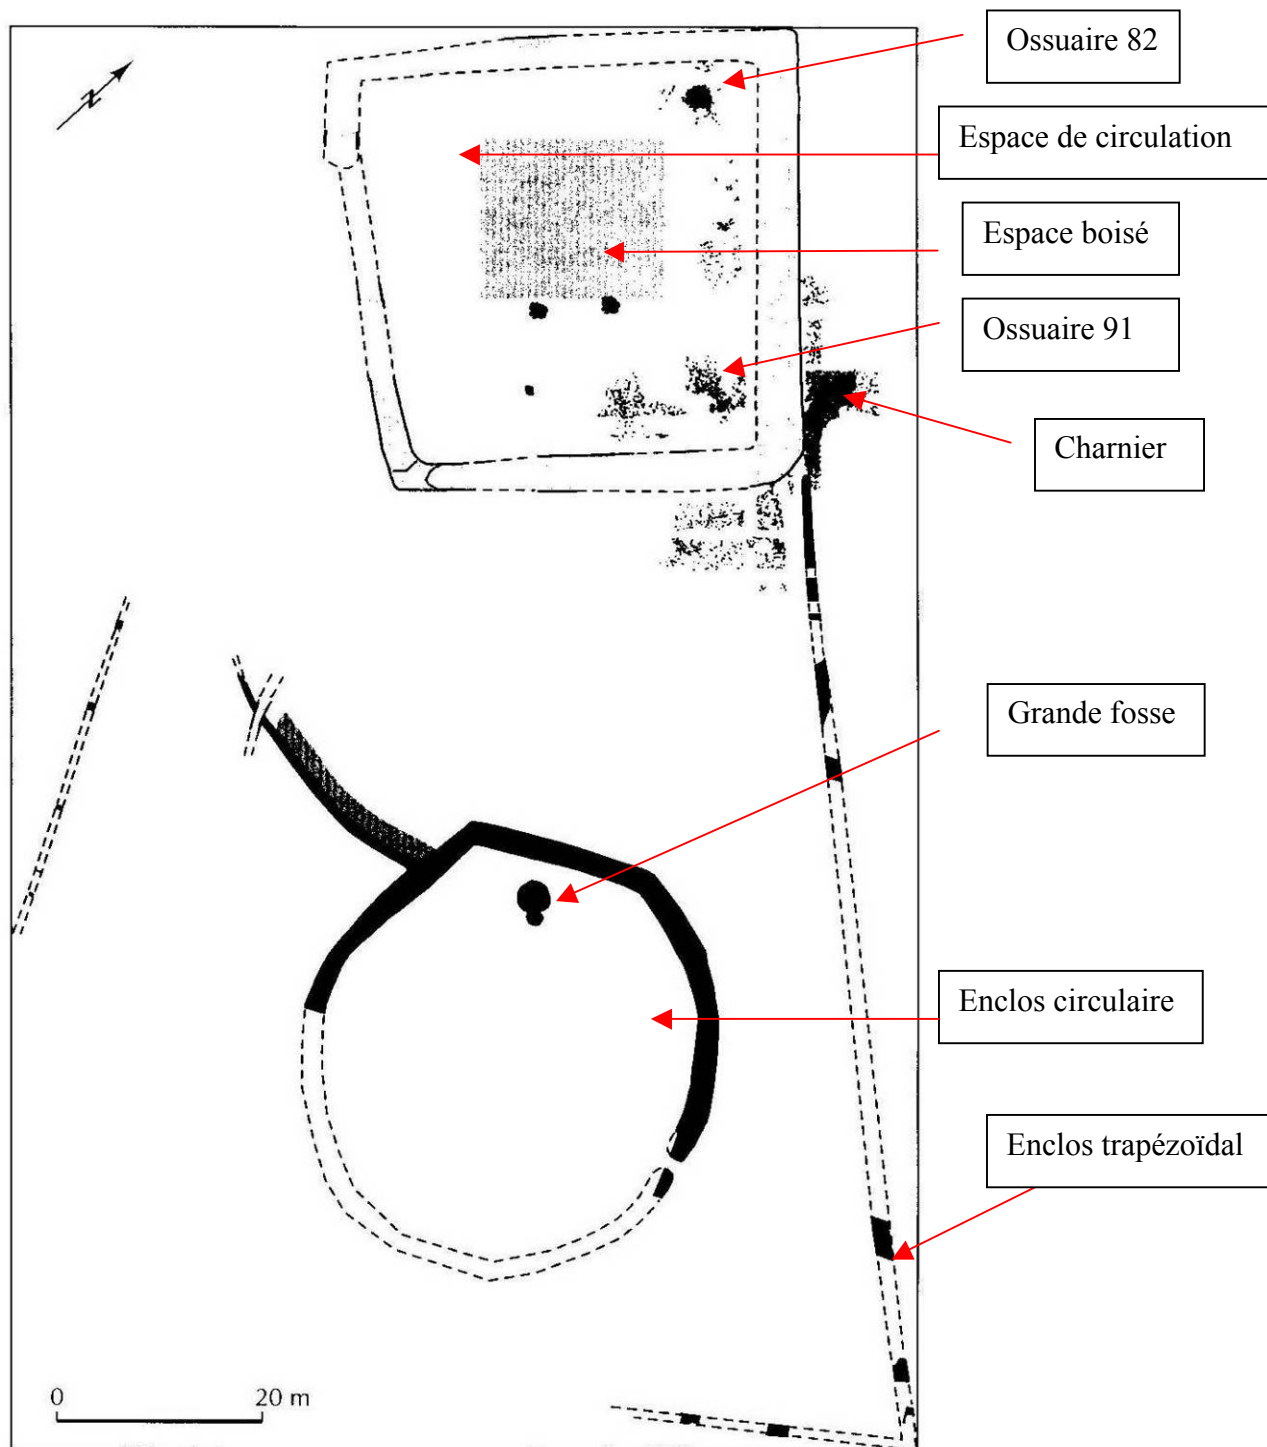 Ossuaire 82
N
Espace de circulation
Espace boisé
Ossuaire 91
Charnier
Grande fosse
Enclos circulaire
Enclos trapézoïdal
0 20 m